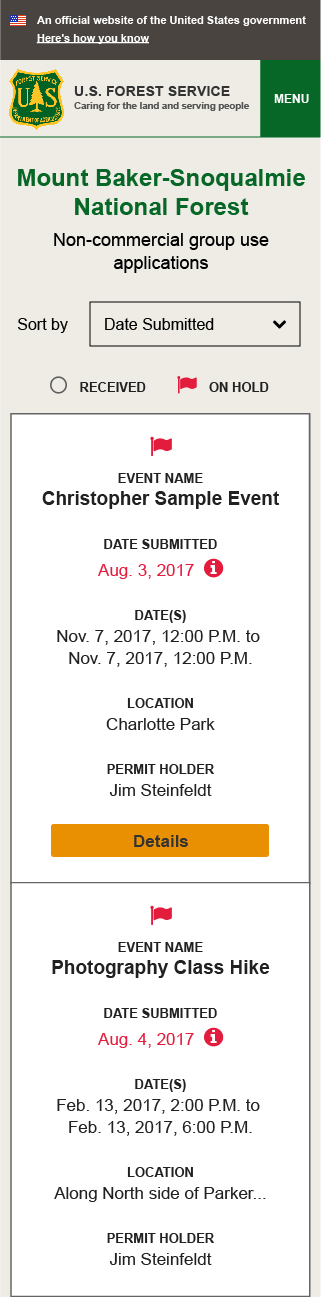 An official website of the United States government
Here's how you know
FOREST SERVICE
U S
DEPARTMENT OF AGRICULTURE
U.S. FOREST SERVICE
Caring for the land and serving people
MENU
Mount Baker-Snoqualmie
National Forest
Non-commercial group use
applications
Sort by
Date Submitted
RECEIVED
ON HOLD
EVENT NAME
Christopher Sample Event
DATE SUBMITTED
Aug. 3, 2017
DATE(S)
Nov. 7, 2017, 12:00 P.M. to
Nov. 7, 2017, 12:00 P.M.
LOCATION
Charlotte Park
PERMIT HOLDER
Jim Steinfeldt
Details
EVENT NAME
Photography Class Hike
DATE SUBMITTED
Aug. 4, 2017
DATE(S)
Feb. 13, 2017, 2:00 P.M. to
Feb. 13, 2017, 6:00 P.M.
LOCATION
Along North side of Parker...
PERMIT HOLDER
Jim Steinfeldt